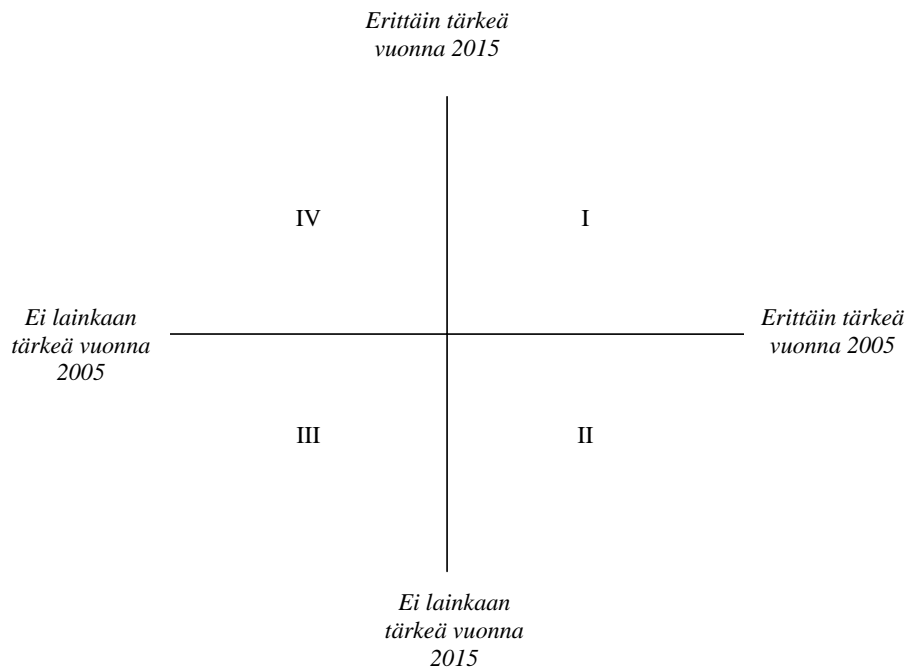 Erittäin tärkeä
vuonna 2015
IV
I
Ei lainkaan
tärkeä vuonna
2005
Erittäin tärkeä
vuonna 2005
III
II
Ei lainkaan
tärkeä vuonna
2015